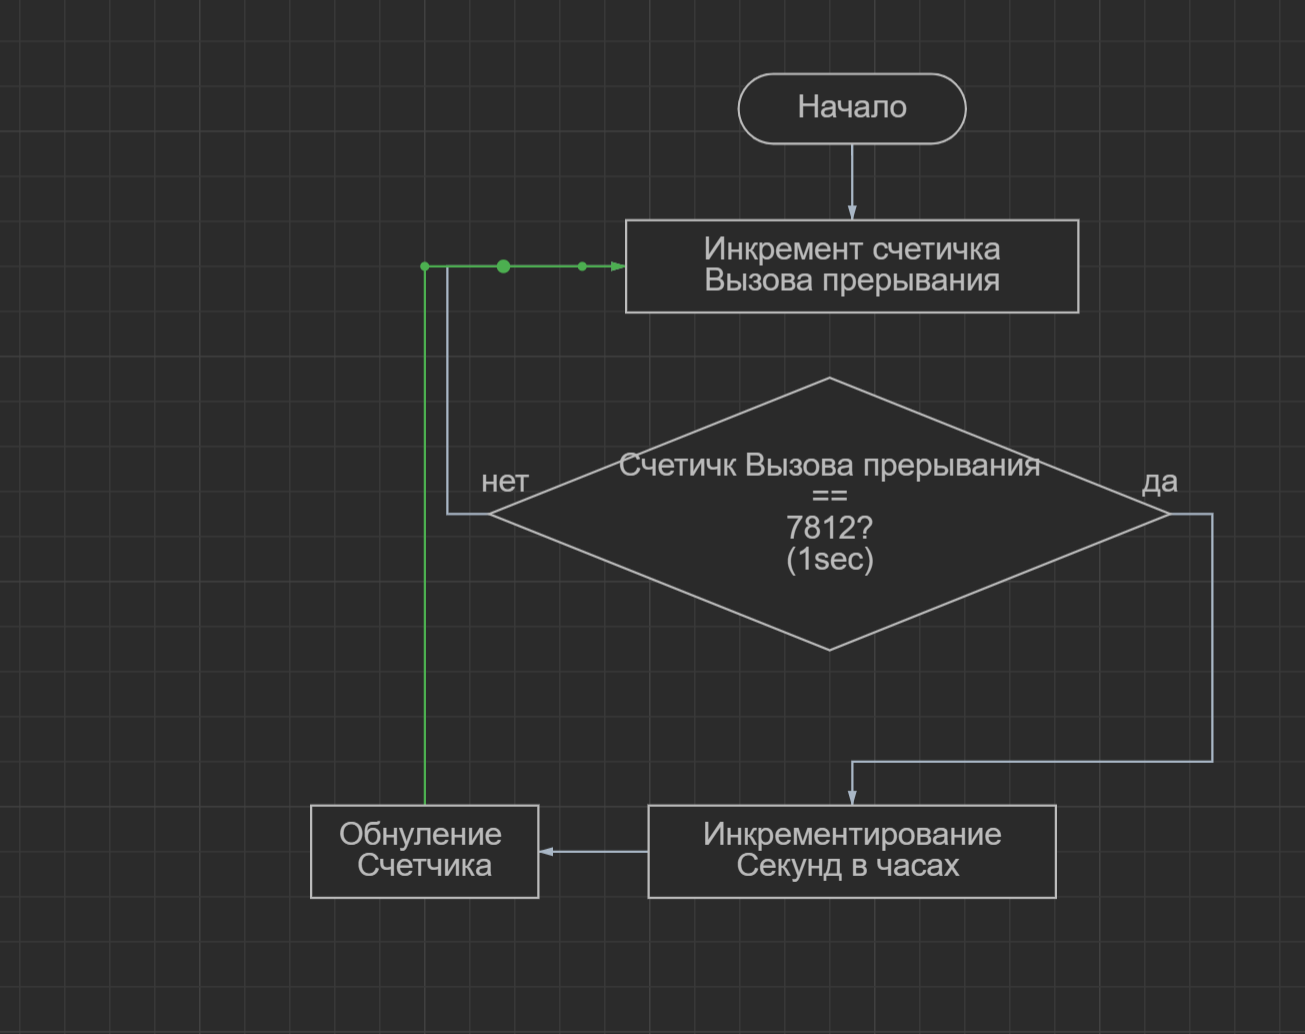 Начало
Инкремент счетичка
Вызова прерывания
нет
Счетичк Вызова прерывания
==
7812?
(1sec)
да
Обнуление
Счетчика
Инкрементирование
Секунд в часах